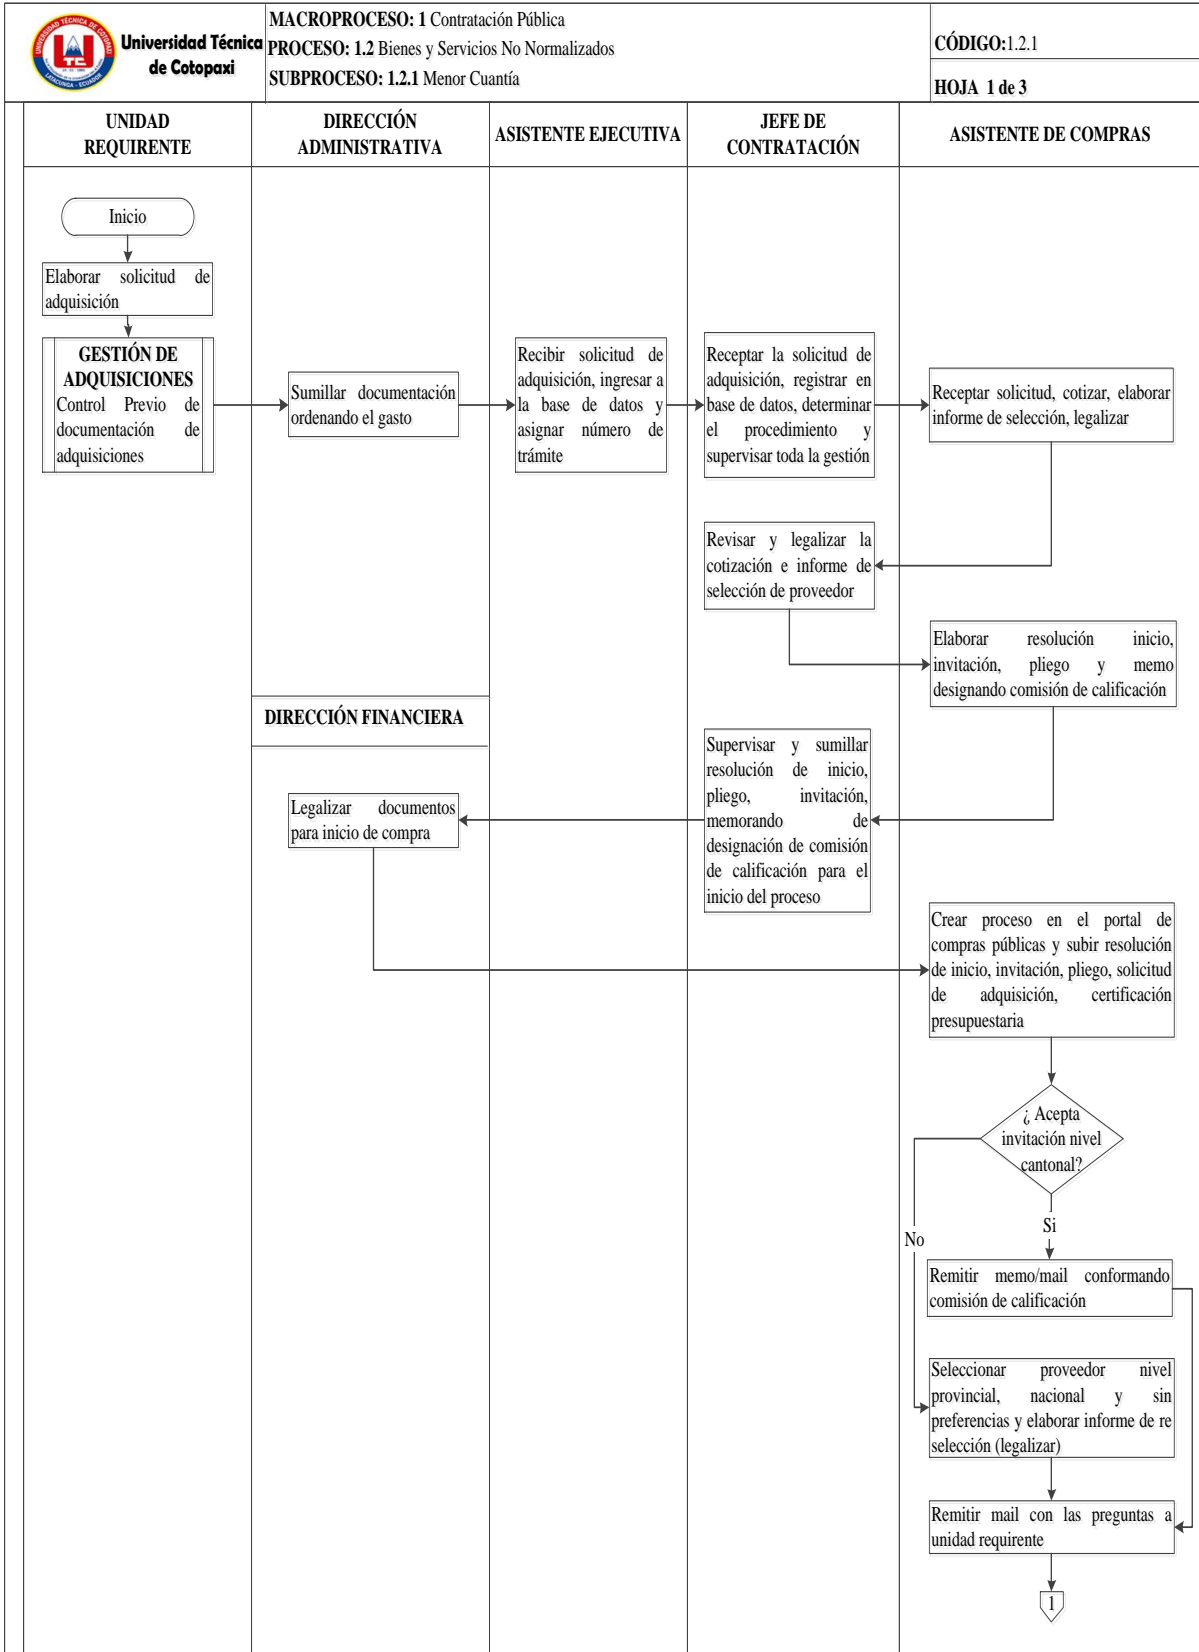 UNIVERSIDAD TÉCNICA DE COTOPAXI
UTC
LATACUNGA - ECUADOR
Universidad Técnica
de Cotopaxi
MACROPROCESO: 1 Contratación Pública
PROCESO: 1.2 Bienes y Servicios No Normalizados
SUBPROCESO: 1.2.1 Menor Cuantía
CÓDIGO:1.2.1
HOJA 1 de 3
UNIDAD
REQUIRENTE
DIRECCIÓN
ADMINISTRATIVA
ASISTENTE EJECUTIVA
JEFE DE
CONTRATACIÓN
ASISTENTE DE COMPRAS
Inicio
Elaborar solicitud de
adquisición
GESTIÓN DE
ADQUISICIONES
Control Previo de
documentación de
adquisiciones
Sumillar documentación
ordenando el gasto
Recibir solicitud de
adquisición, ingresar a
la base de datos y
asignar número de
trámite
Receptar la solicitud de
adquisición, registrar en
base de datos, determinar
el procedimiento y
supervisar toda la gestión
Receptar solicitud, cotizar, elaborar
informe de selección, legalizar
Revisar y legalizar la
cotización e informe de
selección de proveedor
Elaborar resolución inicio,
invitación, pliego y memo
designando comisión de calificación
DIRECCIÓN FINANCIERA
Supervisar y sumillar
resolución de inicio,
pliego, invitación,
memorando de
designación de comisión
de calificación para el
inicio del proceso
Legalizar documentos
para inicio de compra
Crear proceso en el portal de
compras públicas y subir resolución
de inicio, invitación, pliego, solicitud
de adquisición, certificación
presupuestaria
¿ Acepta
invitación nivel
cantonal?
Si
No
Remitir memo/mail conformando
comisión de calificación
Seleccionar proveedor nivel
provincial, nacional y sin
preferencias y elaborar informe de re
selección (legalizar)
Remitir mail con las preguntas a
unidad requirente
1